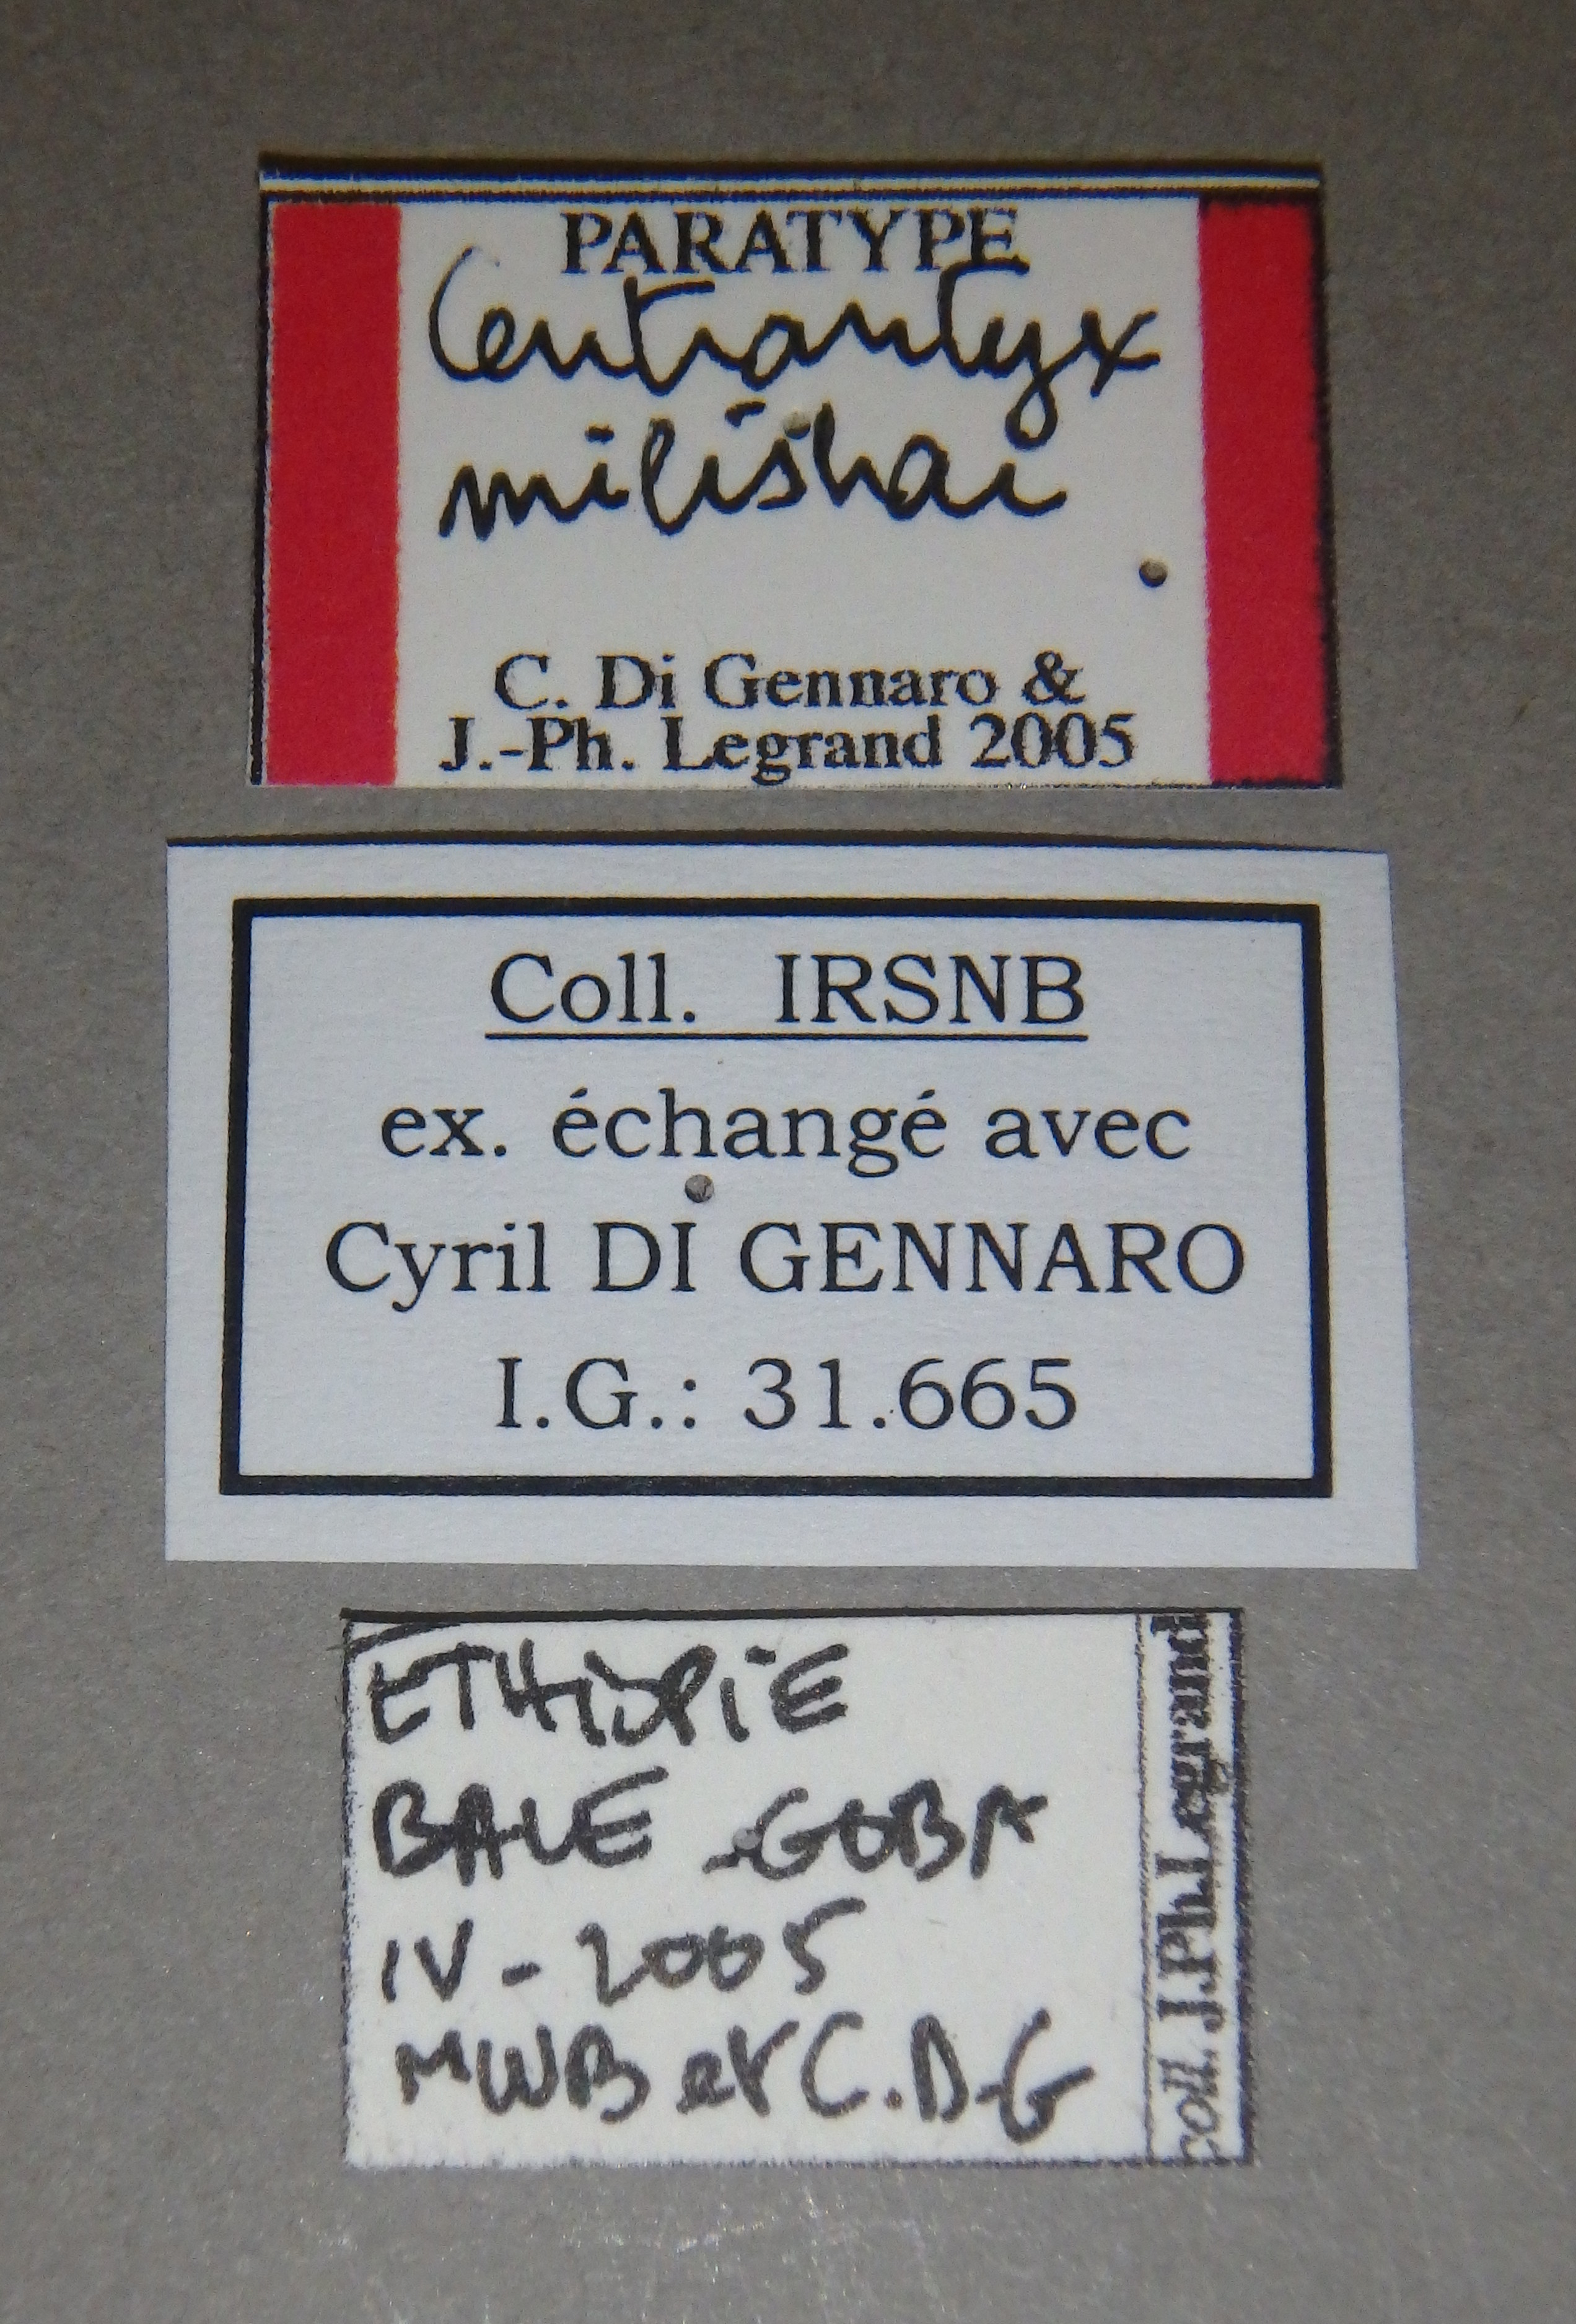 PARATYPE
Centrantyx
milishai
C. Di Gennaro &
J.-Ph. Legrand 2005
Coll. IRSNB
ex. échangé avec
Cyril DI GENNARO
I.G.: 31.665
ETHIOPIE
BALE - GOBA
IV - 2005
MWB et C.D-G
coll. J.Ph.Legrand